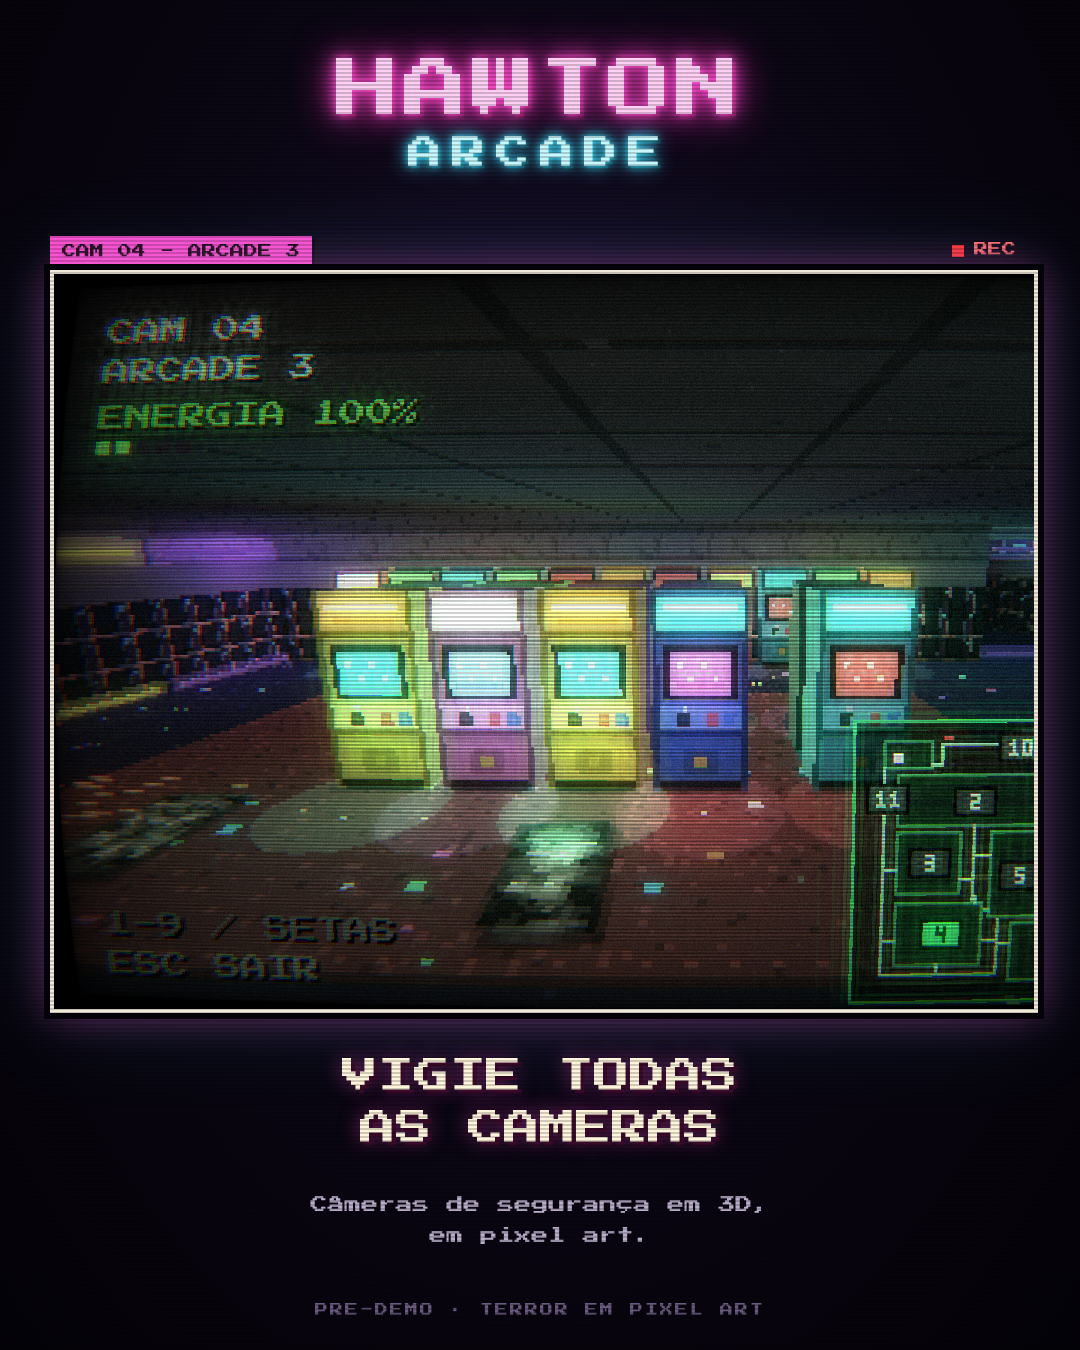 HAWTON
ARCADE
CAM 04 - ARCADE 3
REC
CAM 04
ARCADE 3
ENERGIA 100%
10
11
2
3
5
4
1-9 / SETAS
ESC SAIR
VIGIE TODAS
AS CAMERAS
Câmeras de segurança em 3D,
em pixel art.
PRE-DEMO · TERROR EM PIXEL ART